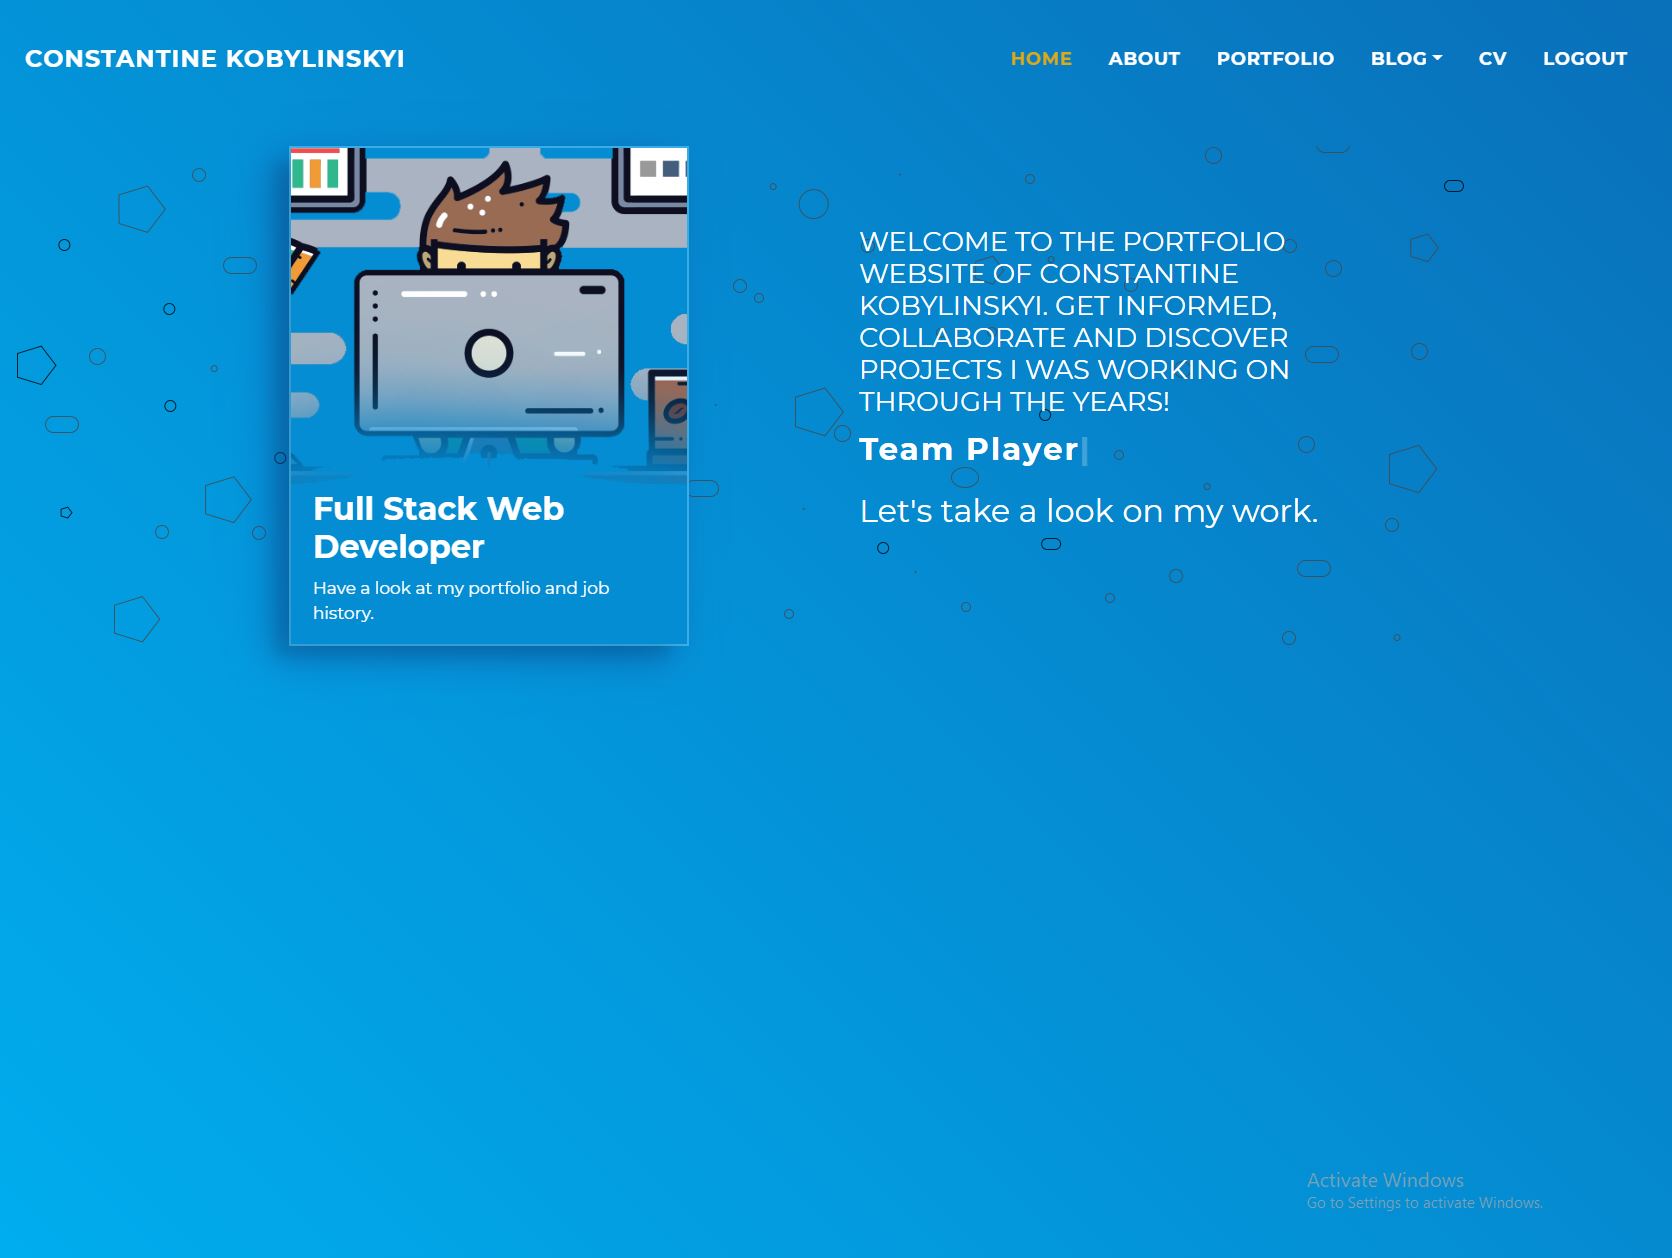 CONSTANTINE KOBYLINSKYI
HOME ABOUT PORTFOLIO BLOG CV LOGOUT
Full Stack Web
Developer
Have a look at my portfolio and job
history.
WELCOME TO THE PORTFOLIO
WEBSITE OF CONSTANTINE
KOBYLINSKYI. GET INFORMED,
COLLABORATE AND DISCOVER
PROJECTS I WAS WORKING ON
THROUGH THE YEARS!
Team Player
Let's take a look on my work.
Activate Windows
Go to Settings to activate Windows.